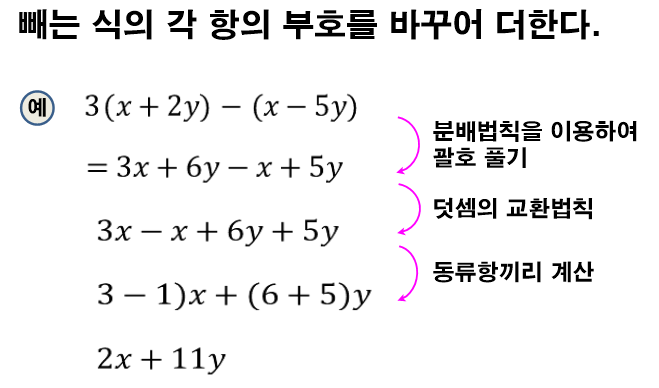 빼는 식의 각 항의 부호를 바꾸어 더한다.
예 3(x + 2y) − (x − 5y)
분배법칙을 이용하여
괄호 풀기
= 3x + 6y − x + 5y
덧셈의 교환법칙
3x − x + 6y + 5y
동류항끼리 계산
3 − 1)x + (6 + 5)y
2x + 11y